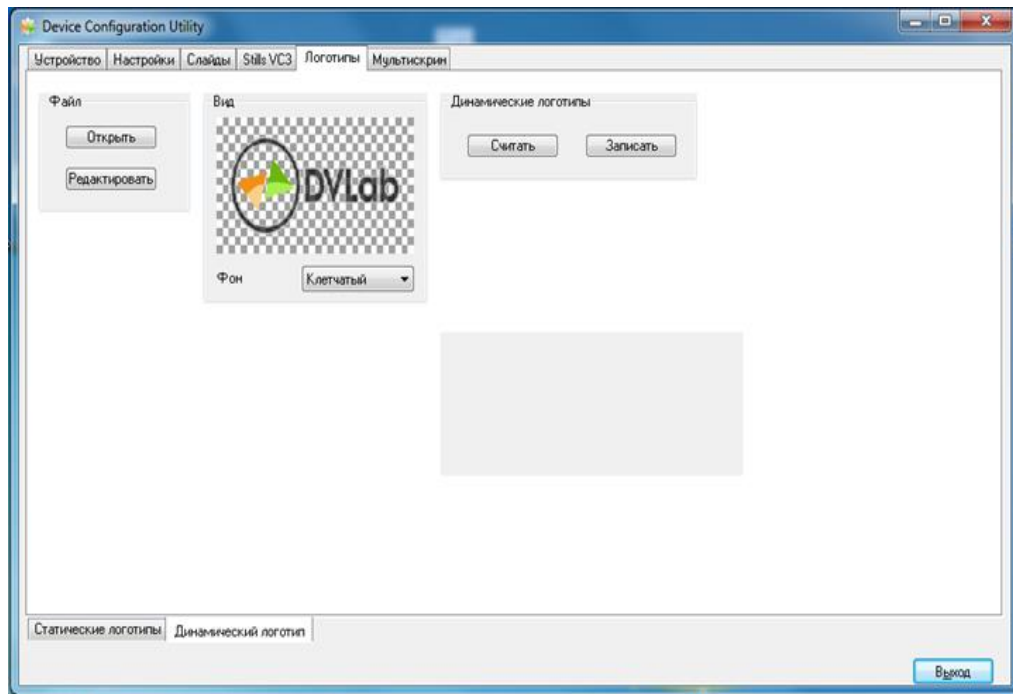 Device Configuration Utility
Устройство Настройки Слайды Stills VC3 Логотипы Мультискрин
Файл
Открыть
Редактировать
Вид
DVLab
Фон Клетчатый
Динамические логотипы
Считать Записать
Статические логотипы Динамический логотип
Выход